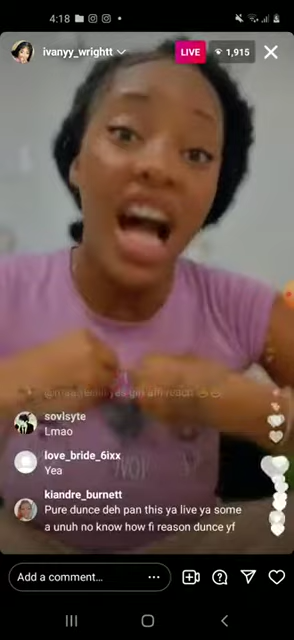 4:18
ivanyy_wrightt
LIVE
1,915
sovlsyte
Lmao
love_bride_6ixx
Yea
kiandre_burnett
Pure dunce deh pan this ya live ya some
a unuh no know how fi reason dunce yf
Add a comment...